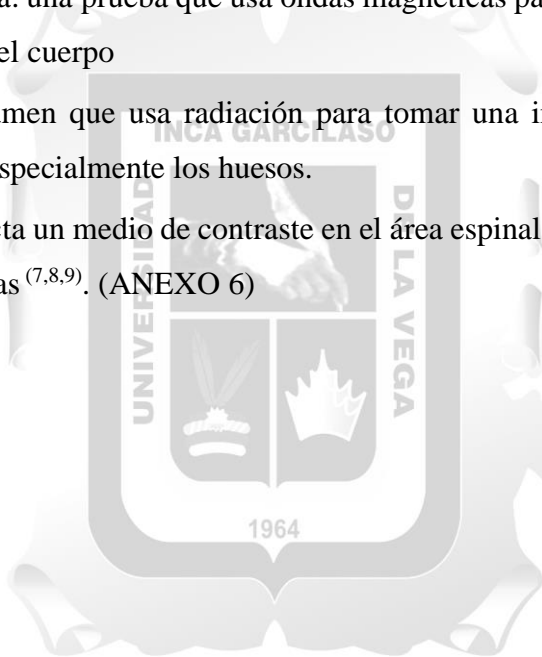 a: una prueba que usa ondas magnéticas pa
el cuerpo
men que usa radiación para tomar una i
specialmente los huesos.
ta un medio de contraste en el área espinal
as (7,8,9). (ANEXO 6)
INCA GARCILASO
UNIVERSIDAD
DE LA VEGA
1964